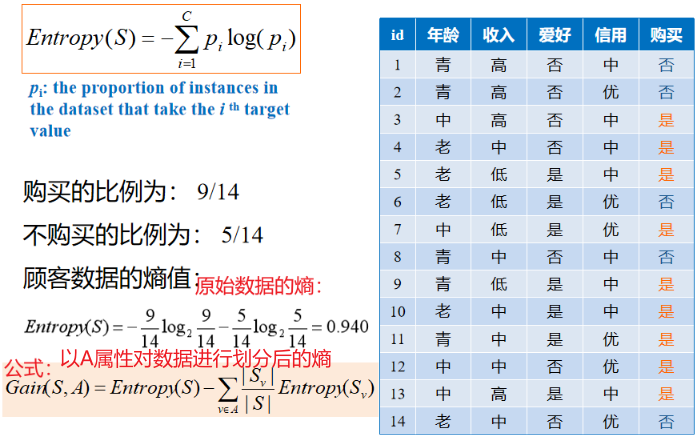 Entropy(S) = -∑_{i=1}^{C} p_i log(p_i)
p_i: the proportion of instances in
the dataset that take the i th target
value
购买的比例为： 9/14
不购买的比例为： 5/14
顾客数据的熵值：
原始数据的熵：
Entropy(S) = -9/14 log_2 9/14 - 5/14 log_2 5/14 = 0.940
公式：以A属性对数据进行划分后的熵
Gain(S, A) = Entropy(S) - ∑_{v∈A} |S_v|/|S| Entropy(S_v)
id 年龄 收入 爱好 信用 购买
1 青 高 否 中 否
2 青 高 否 优 否
3 中 高 否 中 是
4 老 中 否 中 是
5 老 低 是 中 是
6 老 低 是 优 否
7 中 低 是 优 是
8 青 中 否 中 否
9 青 低 是 中 是
10 老 中 是 中 是
11 青 中 是 优 是
12 中 中 否 优 是
13 中 高 是 中 是
14 老 中 否 优 否